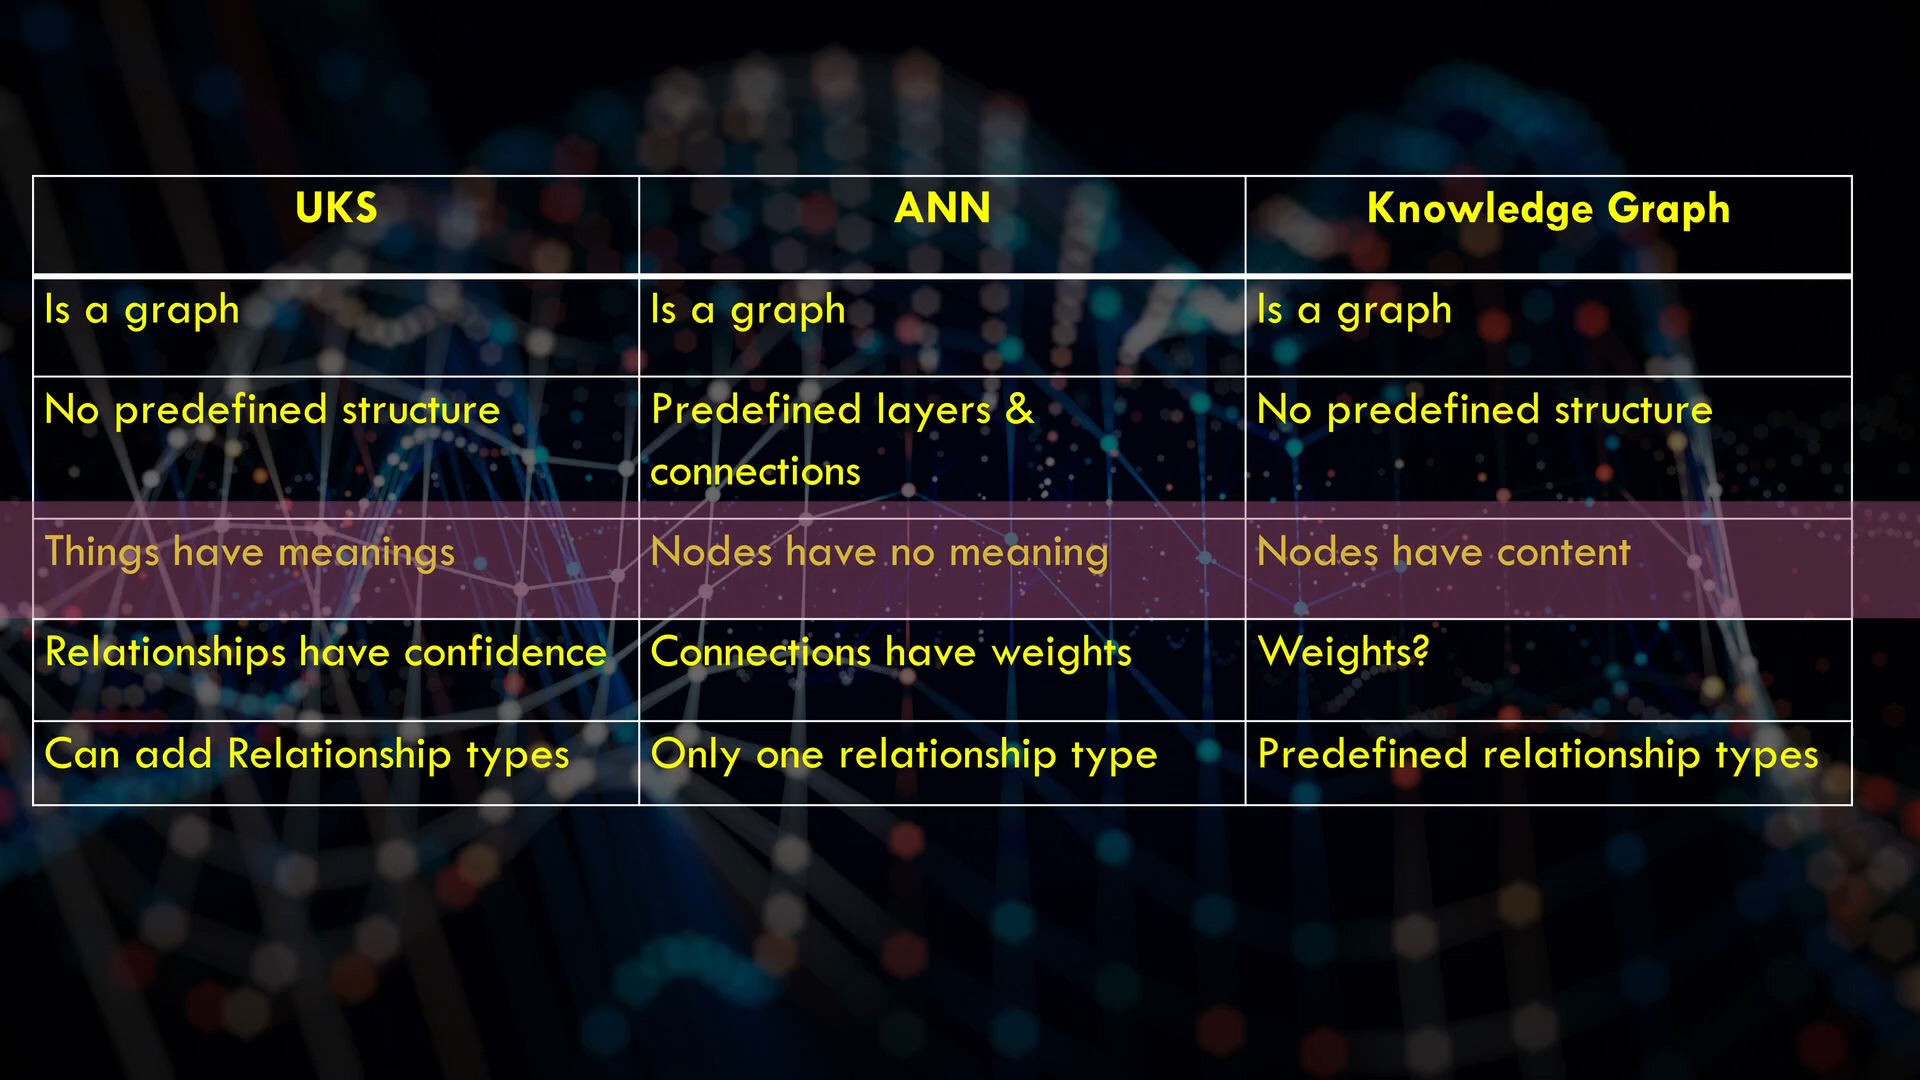 UKS ANN Knowledge Graph
Is a graph Is a graph Is a graph
No predefined structure Predefined layers & No predefined structure
connections
Things have meanings Nodes have no meaning Nodes have content
Relationships have confidence Connections have weights Weights?
Can add Relationship types Only one relationship type Predefined relationship types